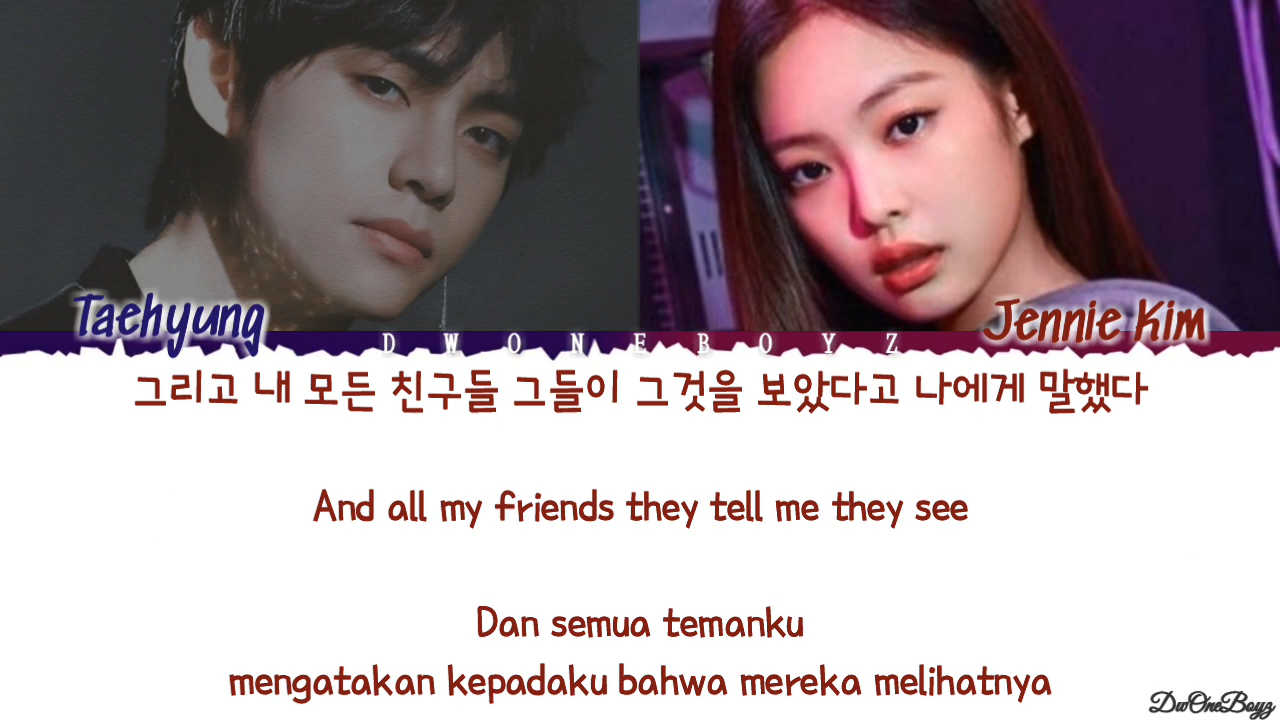 Taehyung
Jennie Kim
DWONEBOYZ
그리고 내 모든 친구들 그들이 그것을 보았다고 나에게 말했다
And all my friends they tell me they see
Dan semua temanku
mengatakan kepadaku bahwa mereka melihatnya
DwOneBoyz